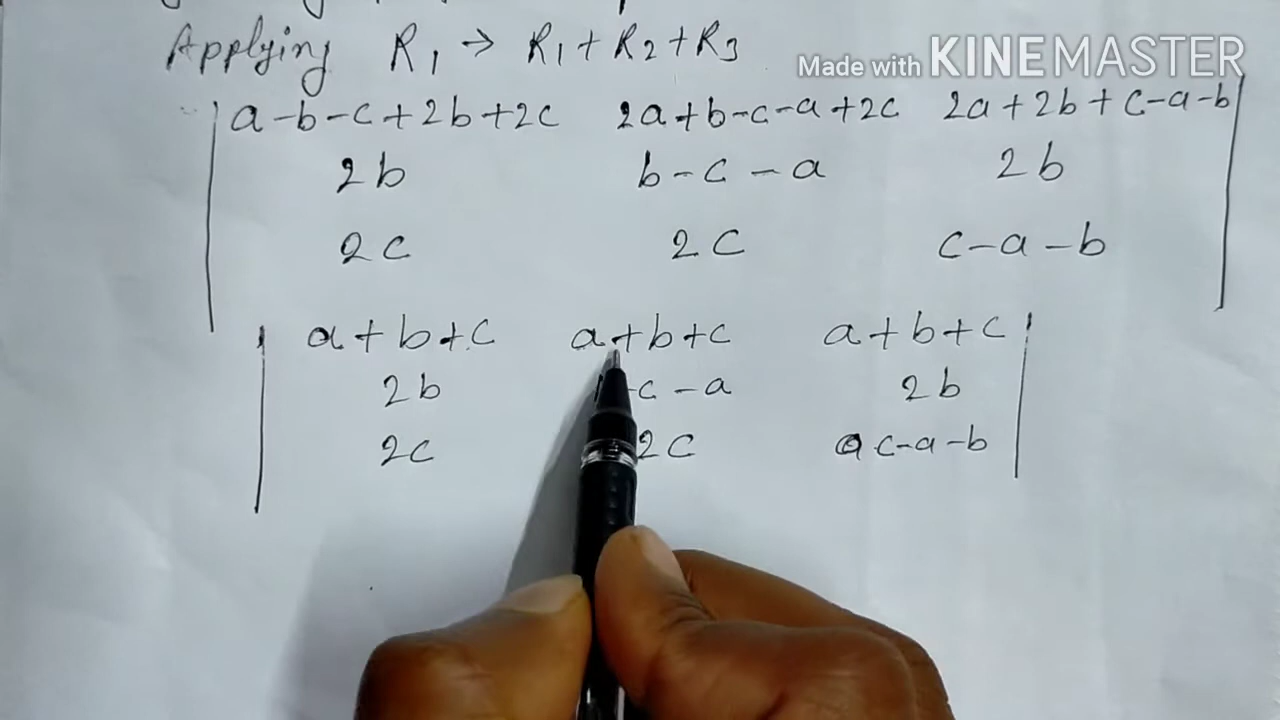 Applying R1 → R1 + R2 + R3
Made with KINEMASTER
a-b-c+2b+2c 2a+b-c-a+2c 2a+2b+c-a-b
2b b-c-a 2b
2c 2c c-a-b
a+b+c a+b+c a+b+c
2b -c-a 2b
2c 2c c-a-b